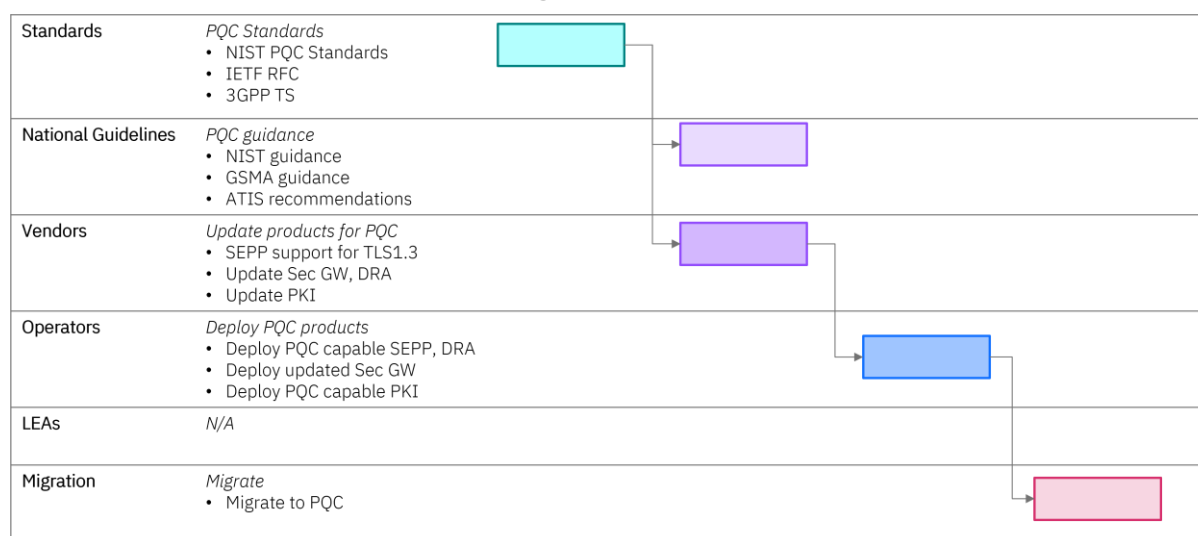 Standards
PQC Standards
• NIST PQC Standards
• IETF RFC
• 3GPP TS
National Guidelines
PQC guidance
• NIST guidance
• GSMA guidance
• ATIS recommendations
Vendors
Update products for PQC
• SEPP support for TLS1.3
• Update Sec GW, DRA
• Update PKI
Operators
Deploy PQC products
• Deploy PQC capable SEPP, DRA
• Deploy updated Sec GW
• Deploy PQC capable PKI
LEAs
N/A
Migration
Migrate
• Migrate to PQC